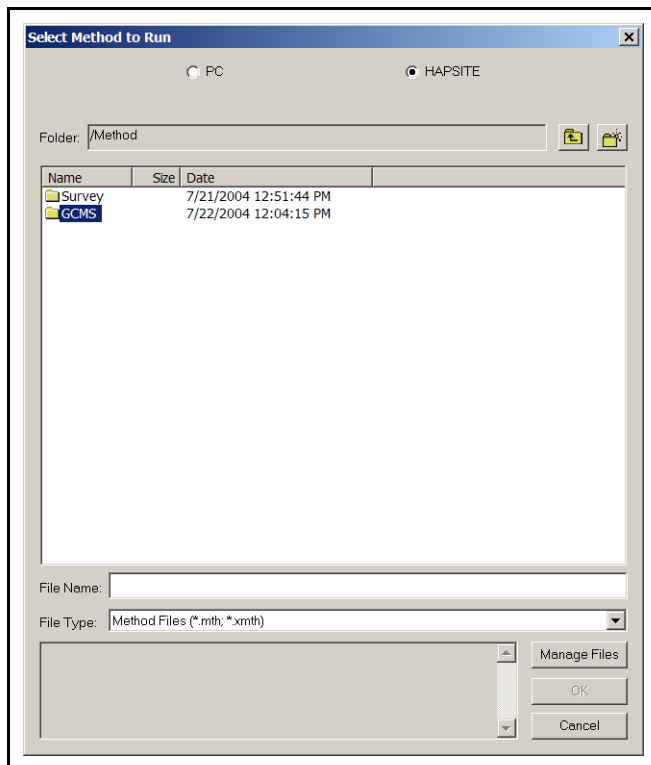 Select Method to Run
PC HAPSITE
Folder: /Method
Name Size Date
Survey 7/21/2004 12:51:44 PM
GCMS 7/22/2004 12:04:15 PM
File Name:
File Type: Method Files (*.mth; *.xmth)
Manage Files
OK
Cancel